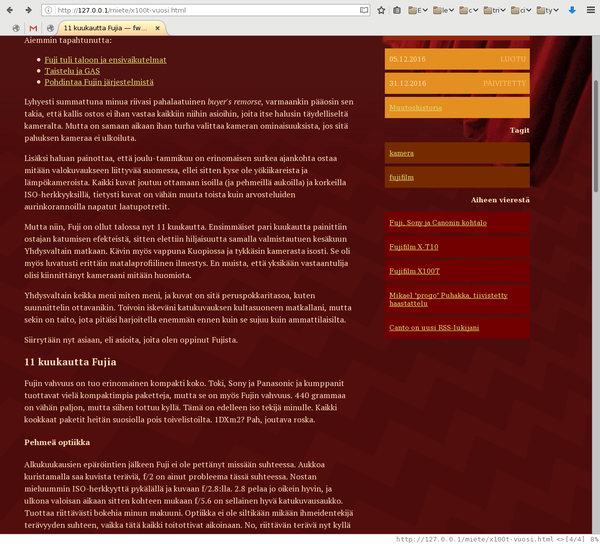 http://127.0.0.1/miete/x100t-vuosi.html
11 kuukautta Fujia — fw...
Aiemmin tapahtunutta:
Fuji tuli taloon ja ensivaikutelmat
Taistelu ja GAS
Pohdintaa Fujin järjestelmistä
Lyhyesti summattuna minua riivasi pahalaatuinen buyer's remorse, varmaankin pääosin sen
takia, että kallis ostos ei ihan vastaa kaikkiin niihin asioihin, joita itse halusin täydelliseltä
kameralta. Mutta on samaan aikaan ihan turha valittaa kameran ominaisuuksista, jos sitä
pahuksen kameraa ei ulkoiluta.
Lisäksi haluan painottaa, että joulu-tammikuu on erinomaisen surkea ajankohta ostaa
mitään valokuvaukseen liittyvää suomessa, ellei sitten kyse ole yökiikareista ja
lämpökameroista. Kaikki kuvat joutuu ottamaan isoilla (ja pehmeillä aukoilla) ja korkeilla
ISO-herkkyyksillä, tietysti kuvat on vähän muuta toista kuin arvosteluiden
aurinkorannoilla napatut laatupotretit.
Mutta niin, Fuji on ollut talossa nyt 11 kuukautta. Ensimmäiset pari kuukautta painittiin
ostajan katumisen efekteistä, sitten elettiin hiljaisuutta samalla valmistautuen kesäkuun
Yhdysvaltain matkaan. Kävin myös vappuna Kuopiossa ja tykkäsin kamerasta isosti. Se oli
myös luvatusti erittäin matalaprofiilinen ilmestys. En muista, että yksikään vastaantulija
olisi kiinnittänyt kameraani mitään huomiota.
Yhdysvaltain keikka meni miten meni, ja kuvat on sitä peruspokkaritasoa, kuten
suunnittelin ottavanikin. Toivoin iskeväni katukuvauksen kultasuoneen matkallani, mutta
sekin on taito, jota pitäisi harjoitella enemmän ennen kuin se sujuu kuin ammattilaisilta.
Siirrytään nyt asiaan, eli asioita, joita olen oppinut Fujista.
11 kuukautta Fujia
Fujin vahvuus on tuo erinomainen kompakti koko. Toki, Sony ja Panasonic ja kumppanit
tuottavat vielä kompaktimpia paketteja, mutta se on myös Fujin vahvuus. 440 grammaa
on vähän paljon, mutta siihen tottuu kyllä. Tämä on edelleen iso tekijä minulle. Kaikki
kookkaat paketit heitän suosiolla pois toivelistoilta. 1DXm2? Pah, joutava roska.
Pehmeä optiikka
Alkukuukausien epäröintien jälkeen Fuji ei ole pettänyt missään suhteessa. Aukkoa
kuristamalla saa kuvista teräviä, f/2 on ainut probleema tässä suhteessa. Nostan
mieluummin ISO-herkkyyttä pykälällä ja kuvaan f/2.8:lla. 2.8 pelaa jo oikein hyvin, ja
ulkona valoisan aikaan sitten kohteen mukaan f/5.6 on sellainen hyvä katukuvausaukko.
Tuottaa riittävästi bokehia minun makuuni. Optiikka ei ole siltikään mikään ihmeidentekijä
terävyyden suhteen, vaikka tätä kaikki toitottivat aikoinaan. No, riittävän terävä nyt kyllä
05.12.2016 LUOTU
31.12.2016 PÄIVITETTY
Muutoshistoria
Tagit
kamera
fujifilm
Aiheen vierestä
Fuji, Sony ja Canonin kohtalo
Fujifilm X-T10
Fujifilm X100T
Mikael "progo" Puhakka, tiivistetty
haastattelu
Canto on uusi RSS-lukijani
http://127.0.0.1/miete/x100t-vuosi.html <>[4/4] 8%